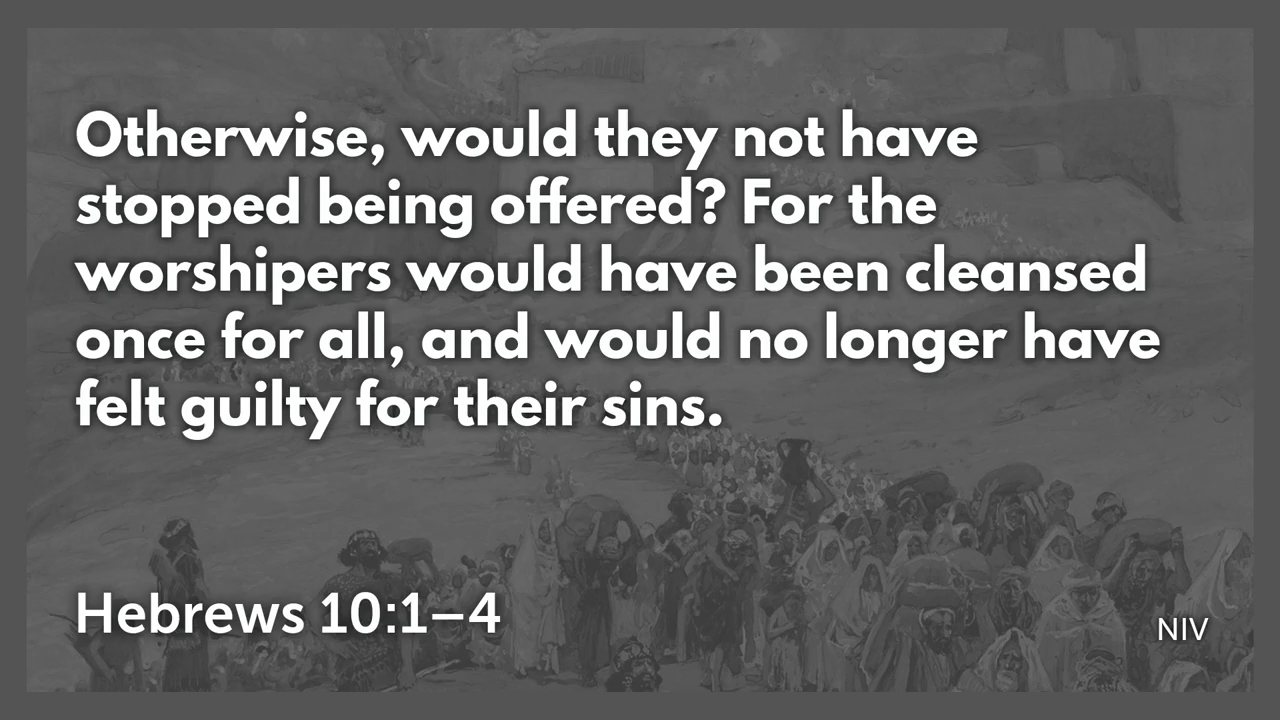 Otherwise, would they not have
stopped being offered? For the
worshipers would have been cleansed
once for all, and would no longer have
felt guilty for their sins.
Hebrews 10:1–4
NIV